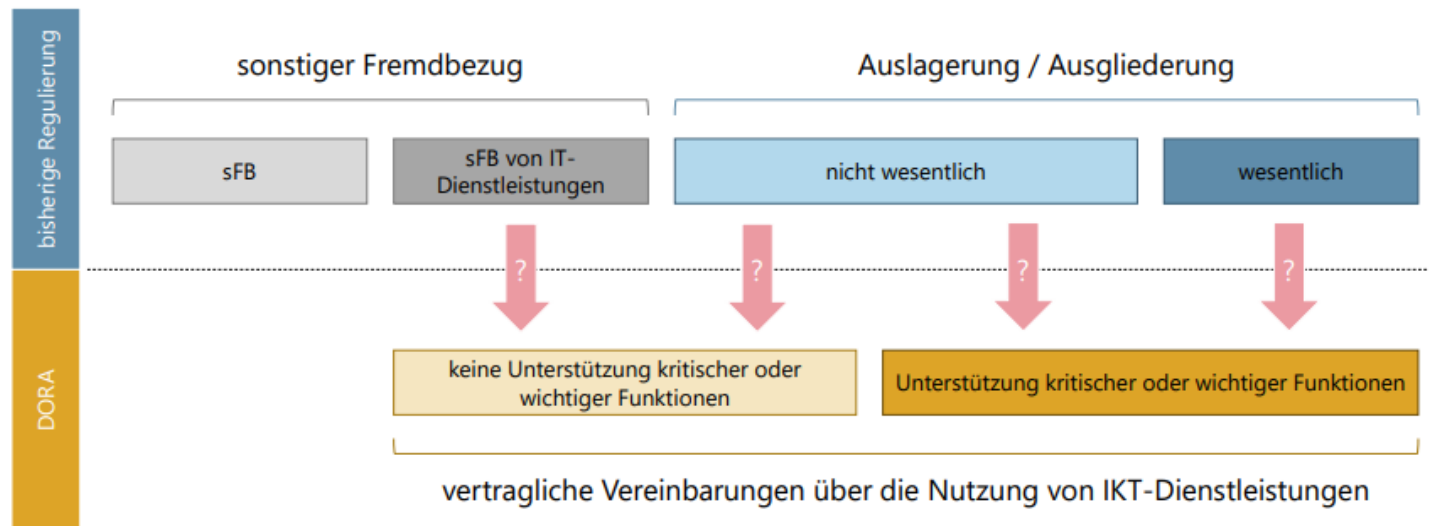 bisherige Regulierung
sonstiger Fremdbezug
Auslagerung / Ausgliederung
sFB
sFB von IT-
Dienstleistungen
nicht wesentlich
wesentlich
?
?
?
?
DORA
keine Unterstützung kritischer oder
wichtiger Funktionen
Unterstützung kritischer oder wichtiger Funktionen
vertragliche Vereinbarungen über die Nutzung von IKT-Dienstleistungen